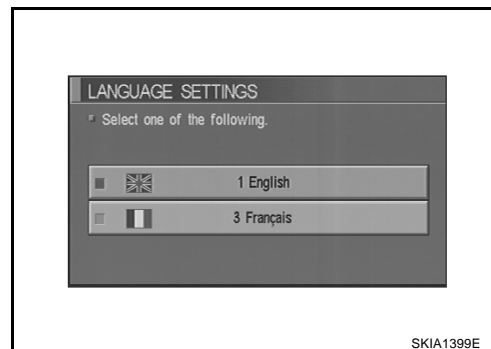 LANGUAGE SETTINGS
Select one of the following.
1 English
3 Français
SKIA1399E